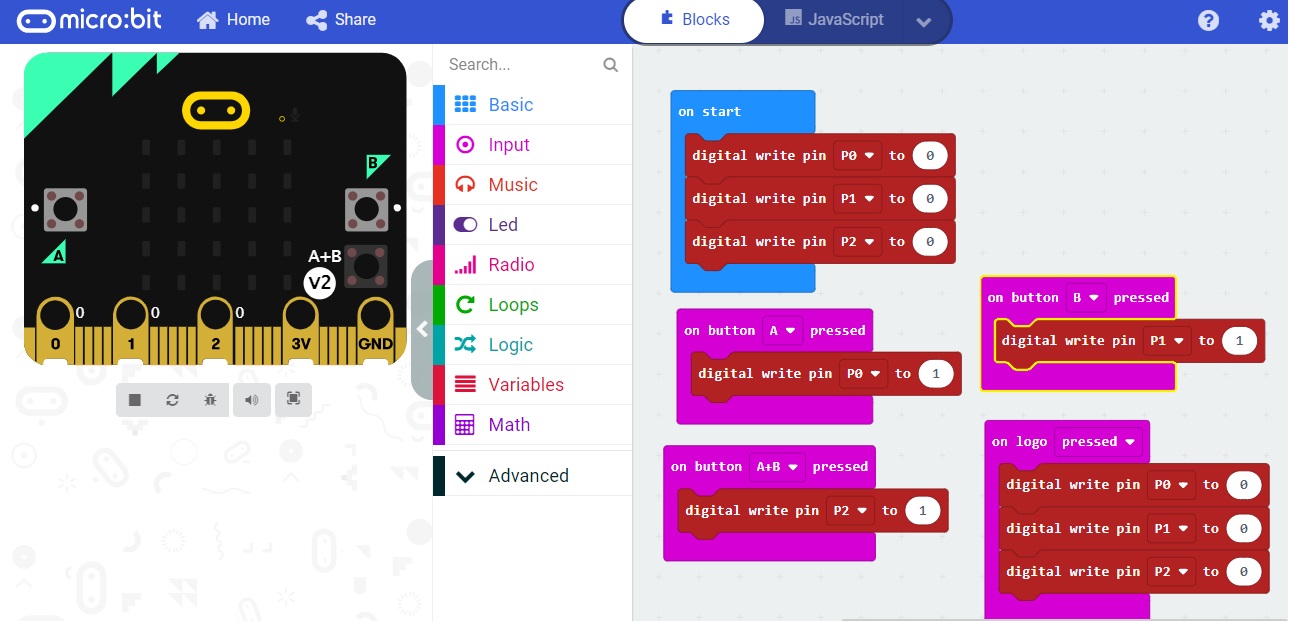 micro:bit
Home
Share
Blocks
JS JavaScript
?
Search...
Basic
Input
Music
Led
Radio
Loops
Logic
Variables
Math
Advanced
B
A
A+B
V2
0 0 0
0 1 2 3V GND
on start
digital write pin P0 to 0
digital write pin P1 to 0
digital write pin P2 to 0
on button A pressed
digital write pin P0 to 1
on button A+B pressed
digital write pin P2 to 1
on button B pressed
digital write pin P1 to 1
on logo pressed
digital write pin P0 to 0
digital write pin P1 to 0
digital write pin P2 to 0